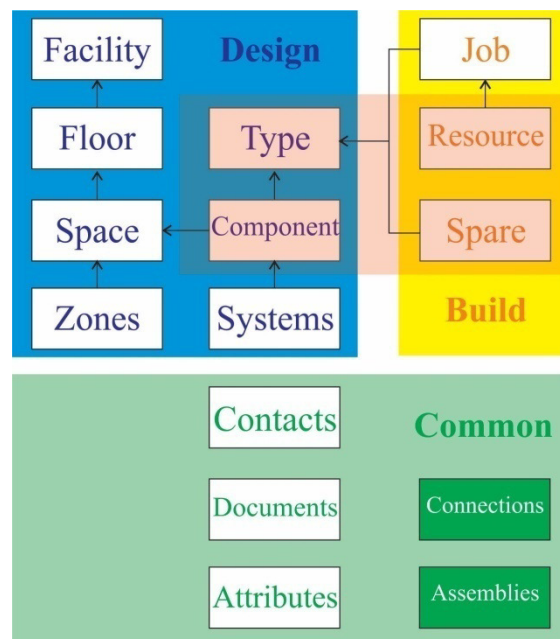 Facility
Design
Job
Floor
Type
Resource
Space
Component
Spare
Zones
Systems
Build
Contacts
Common
Documents
Connections
Attributes
Assemblies